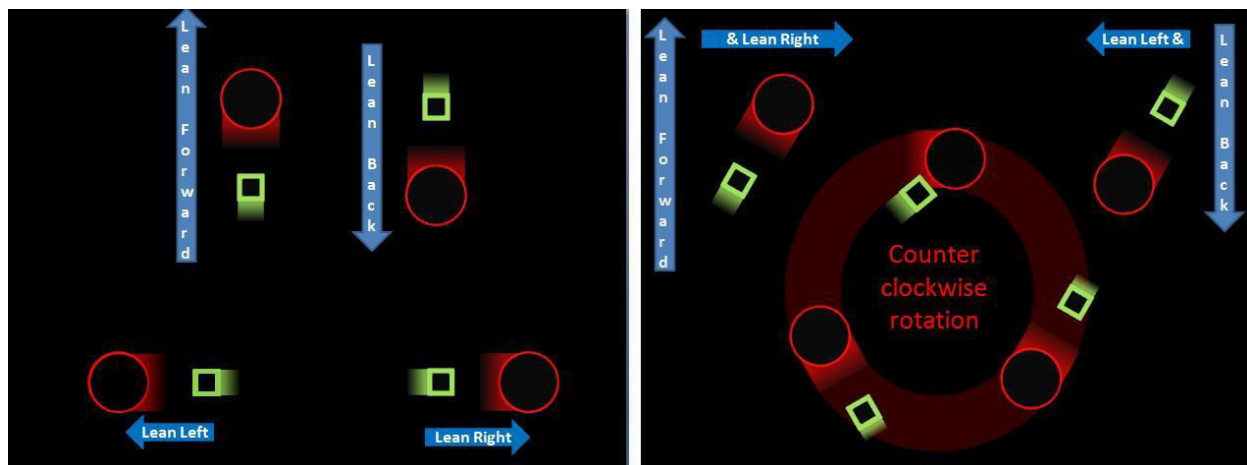 Lean Forward
Lean Back
Lean Left
Lean Right
Lean Forward
& Lean Right
Lean Left &
Lean Back
Counter
clockwise
rotation